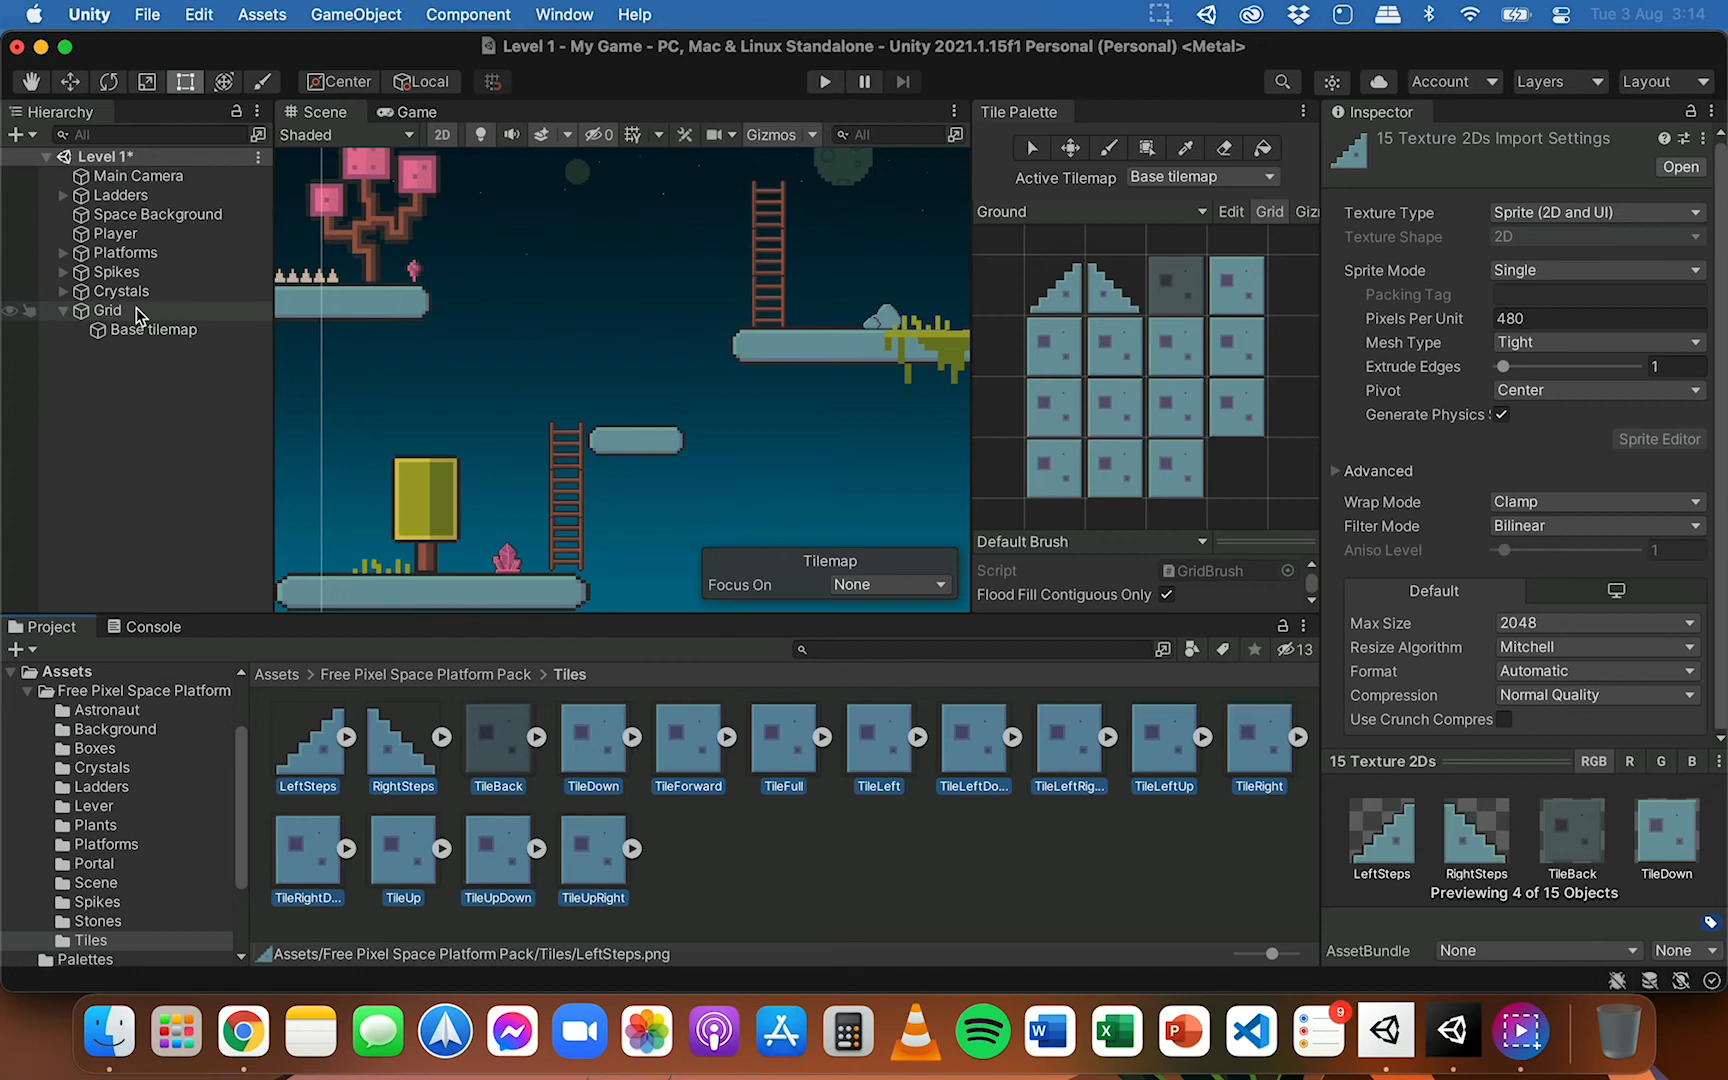 Unity File Edit Assets GameObject Component Window Help Tue 3 Aug 3:14
Level 1 - My Game - PC, Mac & Linux Standalone - Unity 2021.1.15f1 Personal (Personal) <Metal>
Center Local Account Layers Layout
Hierarchy Scene Game Tile Palette Inspector
All Shaded 2D 0 Gizmos All
15 Texture 2Ds Import Settings
Open
Level 1*
Main Camera
Ladders
Space Background
Player
Platforms
Spikes
Crystals
Grid
Base tilemap
Active Tilemap Base tilemap
Ground Edit Grid Giz
Tilemap
Focus On None
Default Brush
Script GridBrush
Flood Fill Contiguous Only
Texture Type Sprite (2D and UI)
Texture Shape 2D
Sprite Mode Single
Packing Tag
Pixels Per Unit 480
Mesh Type Tight
Extrude Edges 1
Pivot Center
Generate Physics
Sprite Editor
Advanced
Wrap Mode Clamp
Filter Mode Bilinear
Aniso Level 1
Default
Max Size 2048
Resize Algorithm Mitchell
Format Automatic
Compression Normal Quality
Use Crunch Compres
Project Console
13
Assets
Free Pixel Space Platform
Astronaut
Background
Boxes
Crystals
Ladders
Lever
Plants
Platforms
Portal
Scene
Spikes
Stones
Tiles
Palettes
Assets > Free Pixel Space Platform Pack > Tiles
LeftSteps RightSteps TileBack TileDown TileForward TileFull TileLeft TileLeftDo... TileLeftRig... TileLeftUp TileRight
TileRightD... TileUp TileUpDown TileUpRight
Assets/Free Pixel Space Platform Pack/Tiles/LeftSteps.png
15 Texture 2Ds RGB R G B
LeftSteps RightSteps TileBack TileDown
Previewing 4 of 15 Objects
AssetBundle None None
9
W X P